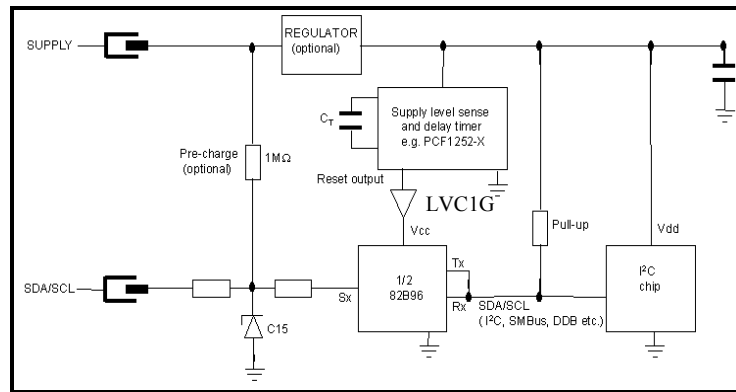 SUPPLY
REGULATOR
(optional)
Supply level sense
and delay timer
e.g. PCF1252-X
CT
Pre-charge
(optional)
1MΩ
Reset output
LVC1G
Vcc
Pull-up
Vdd
SDA/SCL
Sx
1/2
82B96
Tx
Rx
SDA/SCL
(I²C, SMBus, DDB etc.)
I²C
chip
C15